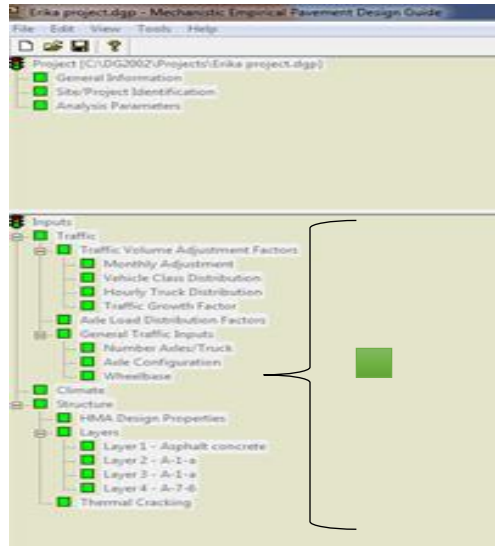 Erika project.dgp - Mechanistic Empirical Pavement Design Guide
File Edit View Tools Help
Project [C:\DG2002\Projects\Erika project.dgp]
General Information
Site/Project Identification
Analysis Parameters
Inputs
Traffic
Traffic Volume Adjustment Factors
Monthly Adjustment
Vehicle Class Distribution
Hourly Truck Distribution
Traffic Growth Factor
Axle Load Distribution Factors
General Traffic Inputs
Number Axles/Truck
Axle Configuration
Wheelbase
Climate
Structure
HMA Design Properties
Layers
Layer 1 - Asphalt concrete
Layer 2 - A-1-a
Layer 3 - A-1-a
Layer 4 - A-7-6
Thermal Cracking